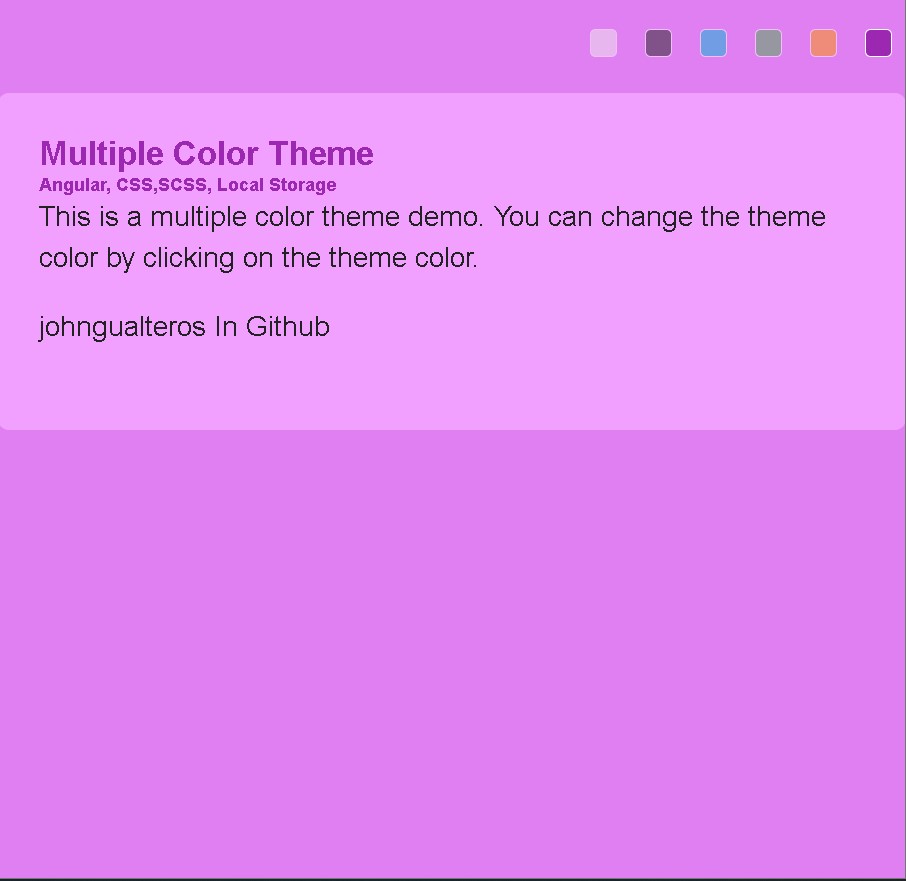 Multiple Color Theme
Angular, CSS,SCSS, Local Storage
This is a multiple color theme demo. You can change the theme
color by clicking on the theme color.
johngualteros In Github